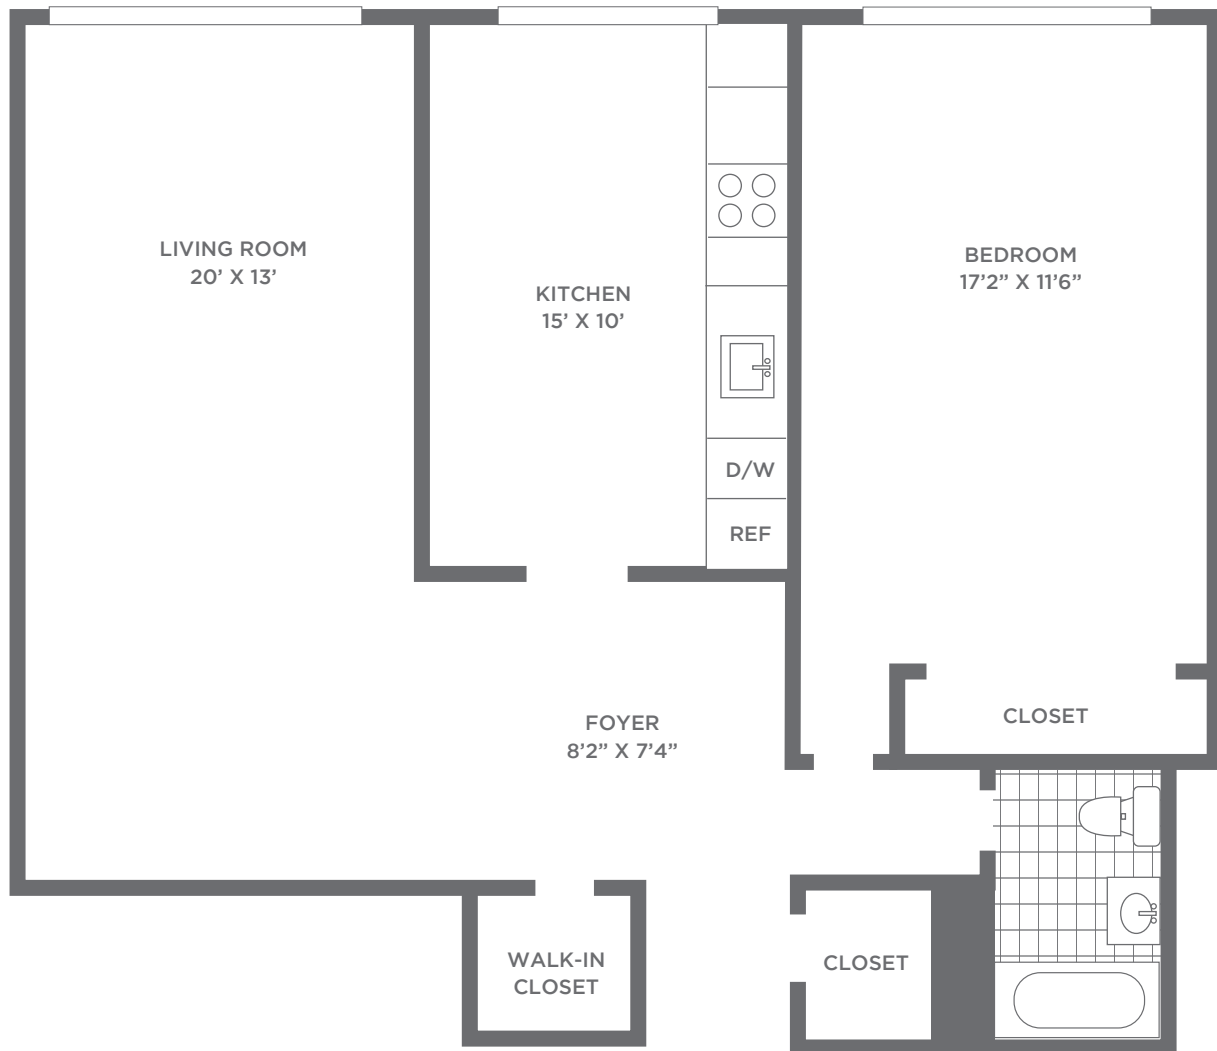 LIVING ROOM
20’ X 13’
KITCHEN
15’ X 10’
BEDROOM
17’2” X 11’6”
D/W
REF
FOYER
8’2” X 7’4”
CLOSET
WALK-IN
CLOSET
CLOSET